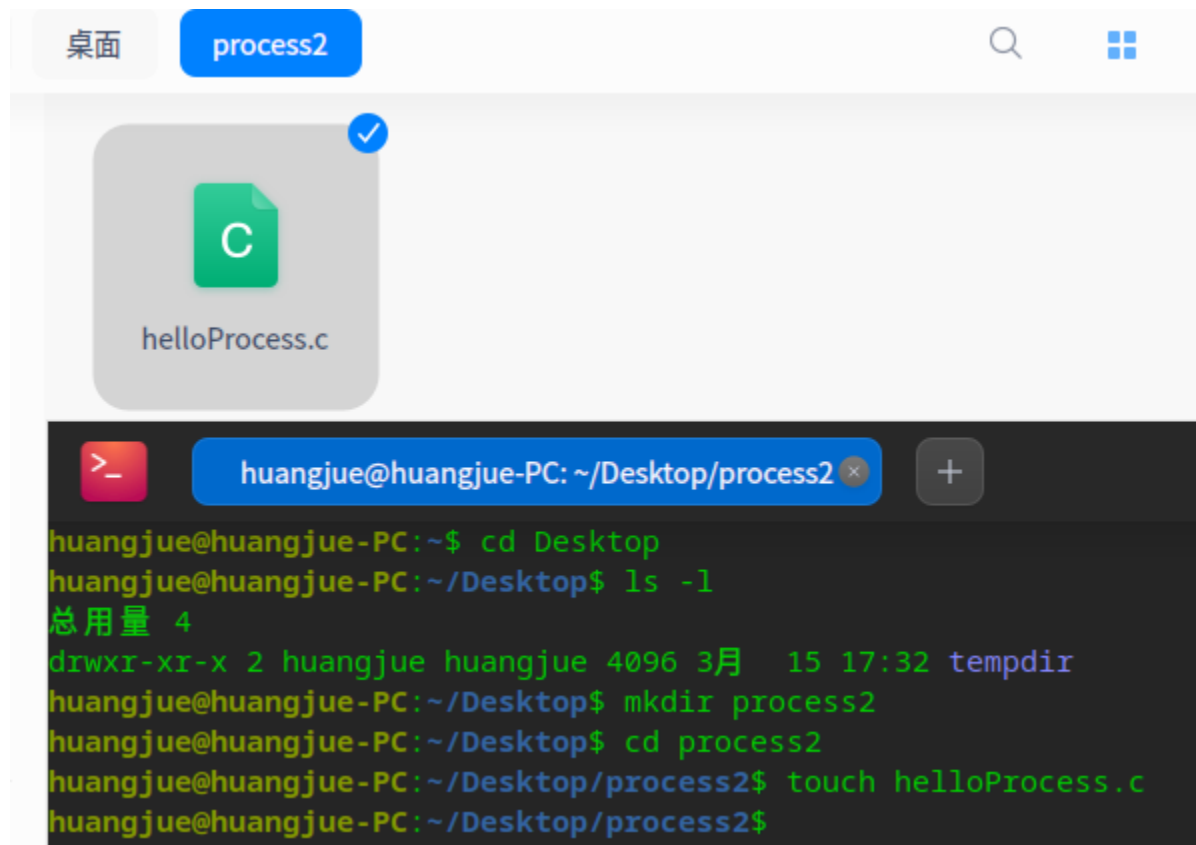 桌面 process2
C
helloProcess.c
>_ huangjue@huangjue-PC: ~/Desktop/process2 × +
huangjue@huangjue-PC:~$ cd Desktop
huangjue@huangjue-PC:~/Desktop$ ls -l
总用量 4
drwxr-xr-x 2 huangjue huangjue 4096 3月  15 17:32 tempdir
huangjue@huangjue-PC:~/Desktop$ mkdir process2
huangjue@huangjue-PC:~/Desktop$ cd process2
huangjue@huangjue-PC:~/Desktop/process2$ touch helloProcess.c
huangjue@huangjue-PC:~/Desktop/process2$